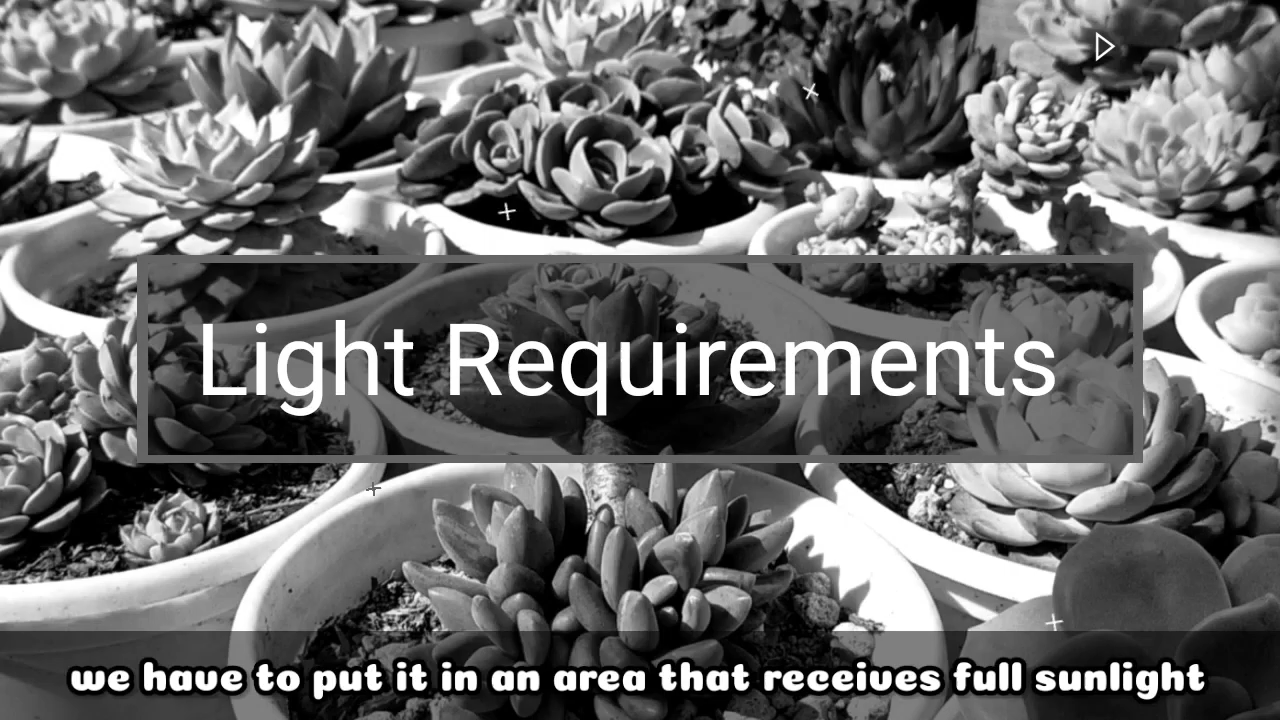 Light Requirements
we have to put it in an area that receives full sunlight